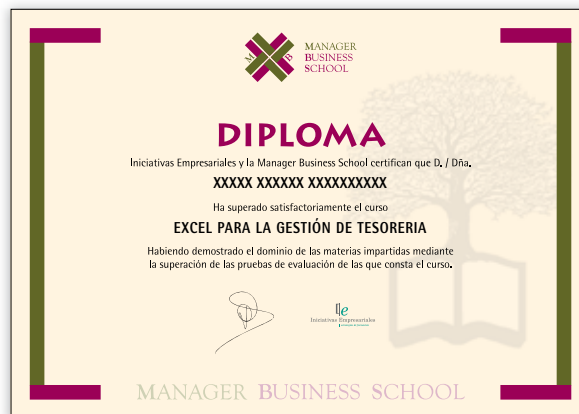 M B
MANAGER
BUSINESS
SCHOOL
DIPLOMA
Iniciativas Empresariales y la Manager Business School certifican que D. / Dña.
XXXXX XXXXXX XXXXXXXXXX
Ha superado satisfactoriamente el curso
EXCEL PARA LA GESTIÓN DE TESORERIA
Habiendo demostrado el dominio de las materias impartidas mediante
la superación de las pruebas de evaluación de las que consta el curso.
Iniciativas Empresariales
MANAGER BUSINESS SCHOOL